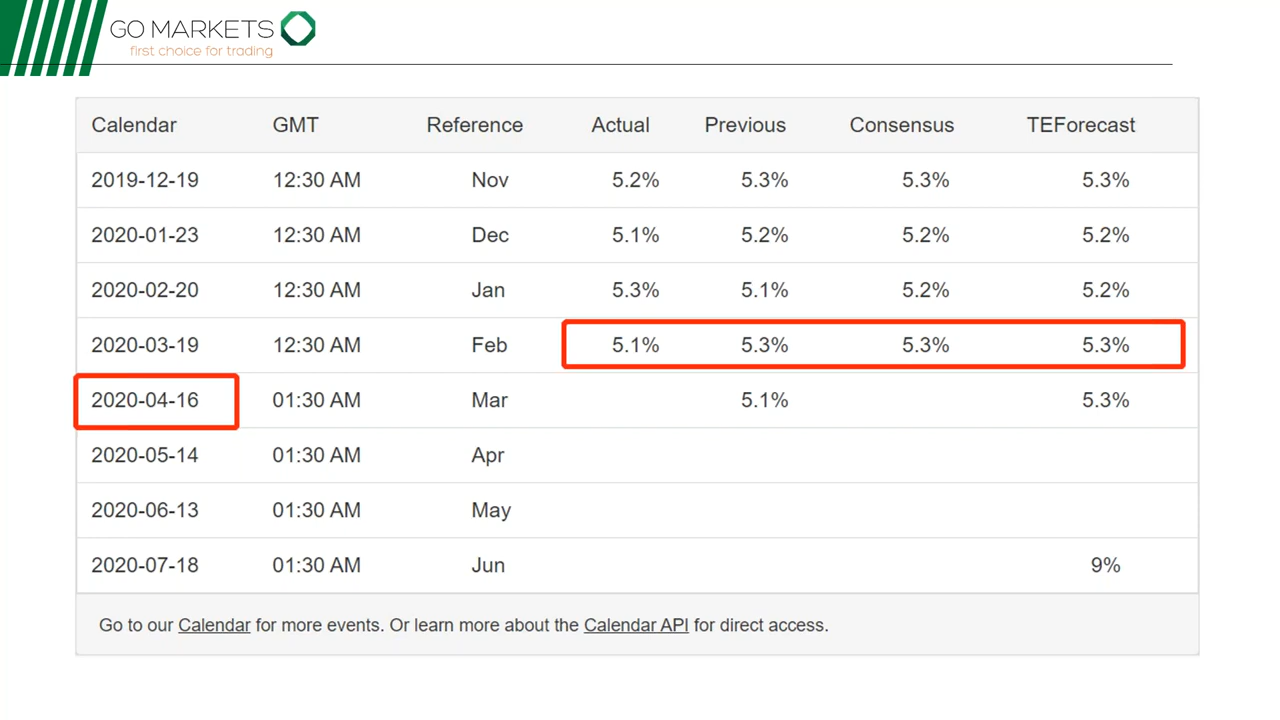 GO MARKETS
first choice for trading
Calendar GMT Reference Actual Previous Consensus TEForecast
2019-12-19 12:30 AM Nov 5.2% 5.3% 5.3% 5.3%
2020-01-23 12:30 AM Dec 5.1% 5.2% 5.2% 5.2%
2020-02-20 12:30 AM Jan 5.3% 5.1% 5.2% 5.2%
2020-03-19 12:30 AM Feb 5.1% 5.3% 5.3% 5.3%
2020-04-16 01:30 AM Mar 5.1% 5.3%
2020-05-14 01:30 AM Apr
2020-06-13 01:30 AM May
2020-07-18 01:30 AM Jun 9%
Go to our Calendar for more events. Or learn more about the Calendar API for direct access.